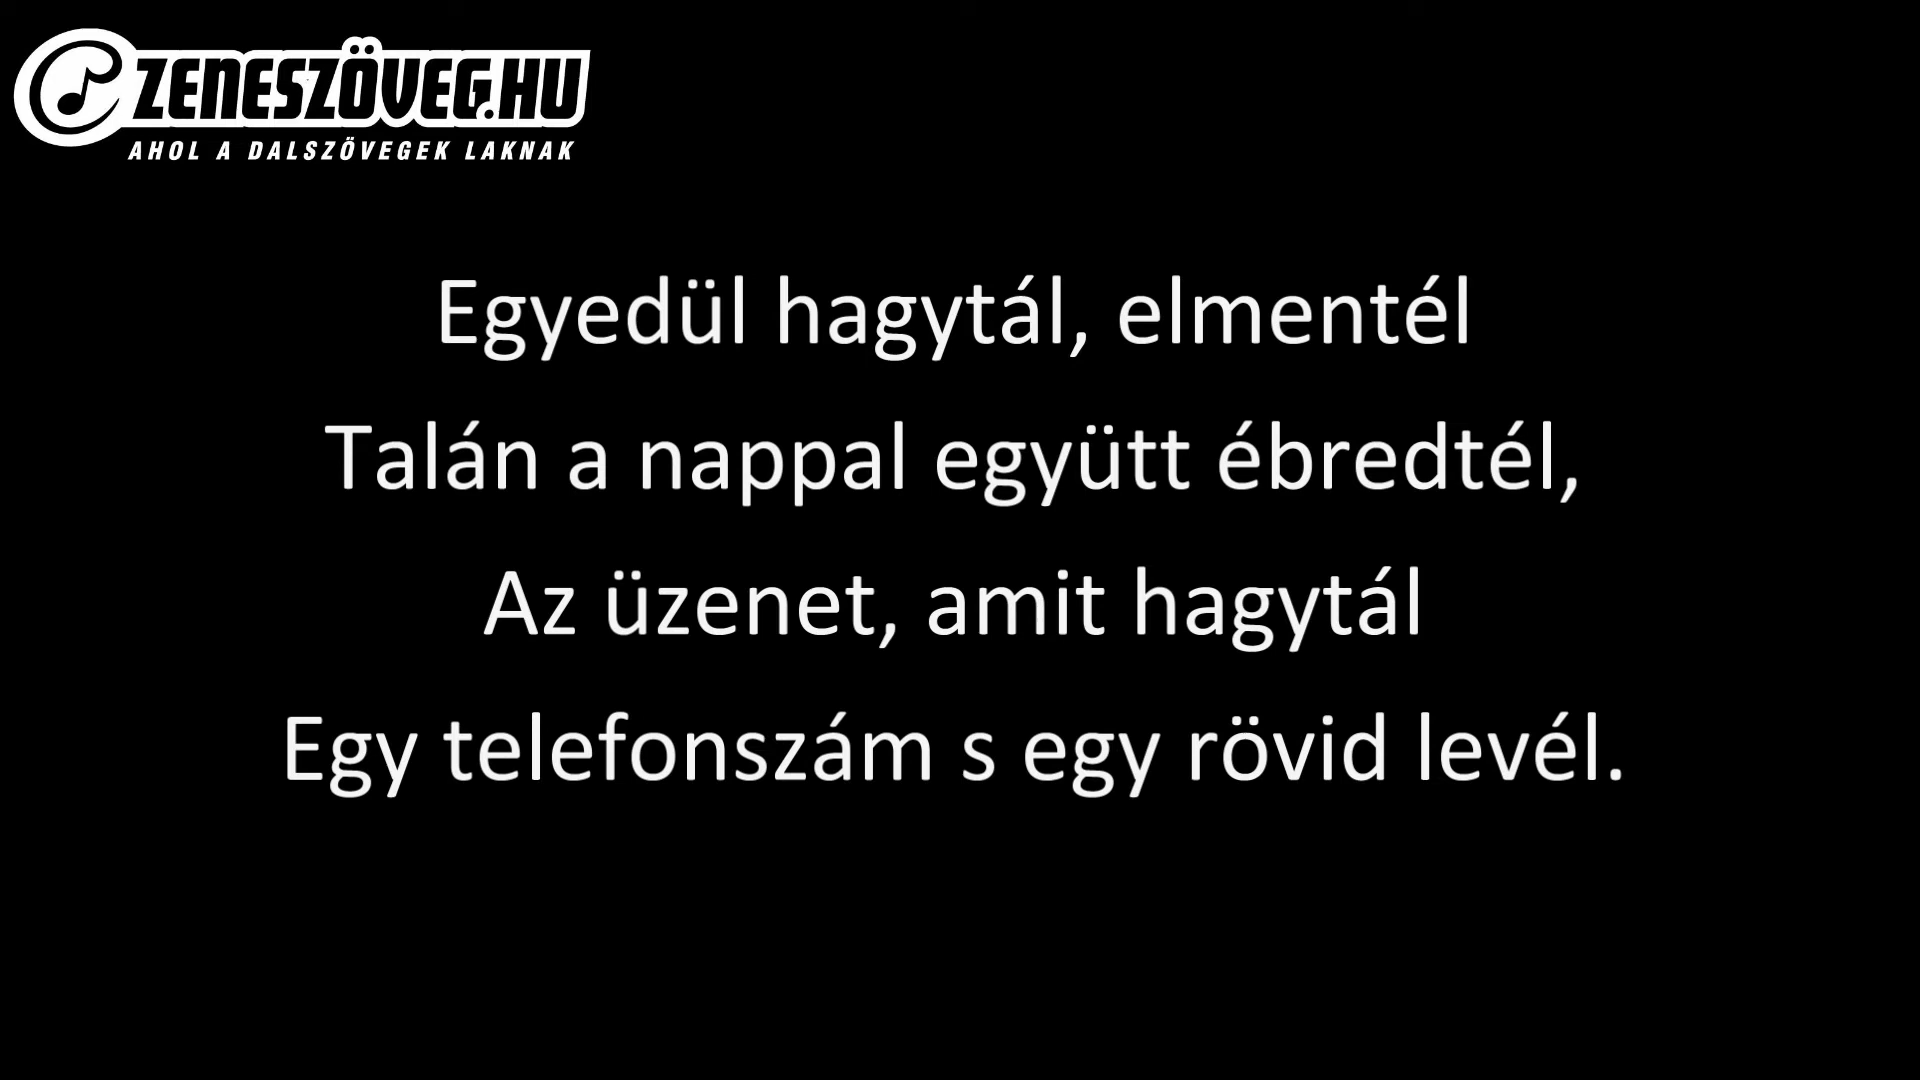 ZENESZÖVEG.HU
AHOL A DALSZÖVEGEK LAKNAK
Egyedül hagytál, elmentél
Talán a nappal együtt ébredtél,
Az üzenet, amit hagytál
Egy telefonszám s egy rövid levél.